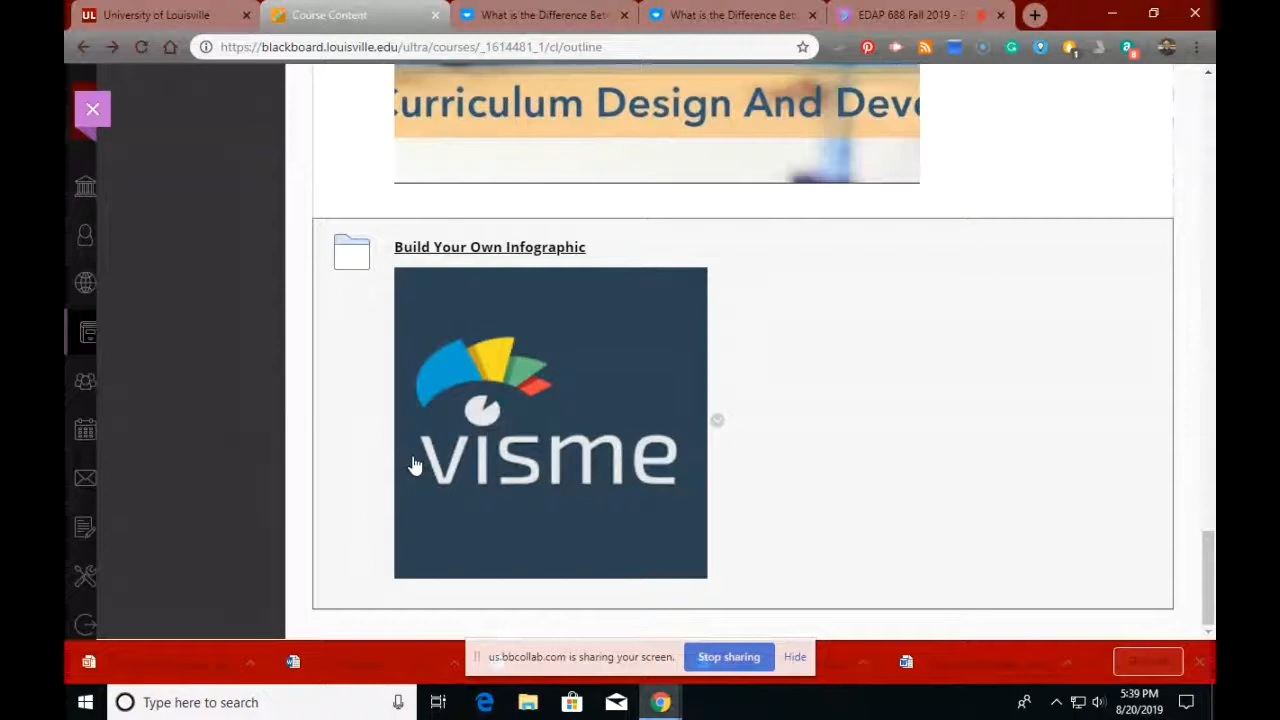 UL University of Louisville
Course Content
What is the Difference Bet
What is the Difference Bet
EDAP 688 Fall 2019 -
https://blackboard.louisville.edu/ultra/courses/_1614481_1/cl/outline
Curriculum Design And Deve
Build Your Own Infographic
visme
us.bbcollab.com is sharing your screen.
Stop sharing
Hide
Type here to search
5:39 PM
8/20/2019